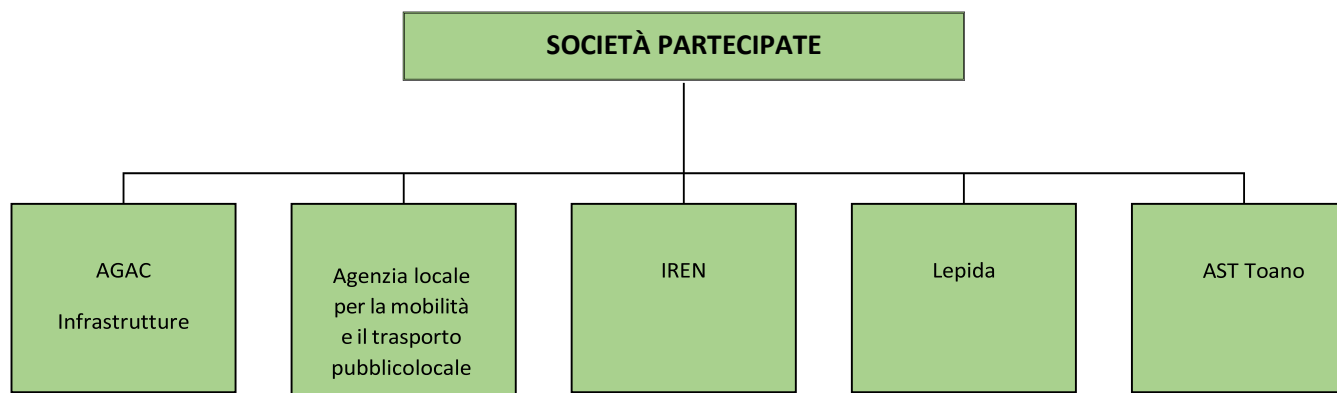 SOCIETÀ PARTECIPATE
AGAC
Infrastrutture
Agenzia locale
per la mobilità
e il trasporto
pubblicolocale
IREN
Lepida
AST Toano